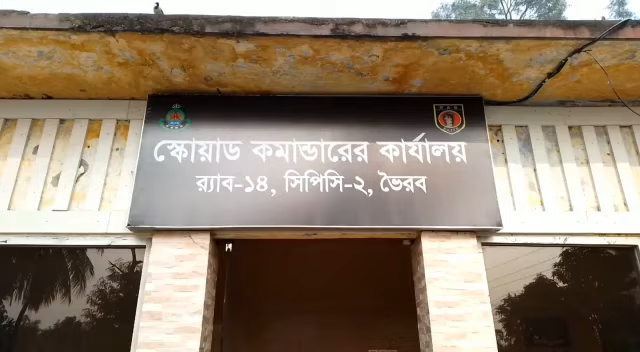 স্কোয়াড কমান্ডারের কার্যালয়
র‍্যাব-১৪, সিপিসি-২, ভৈরব